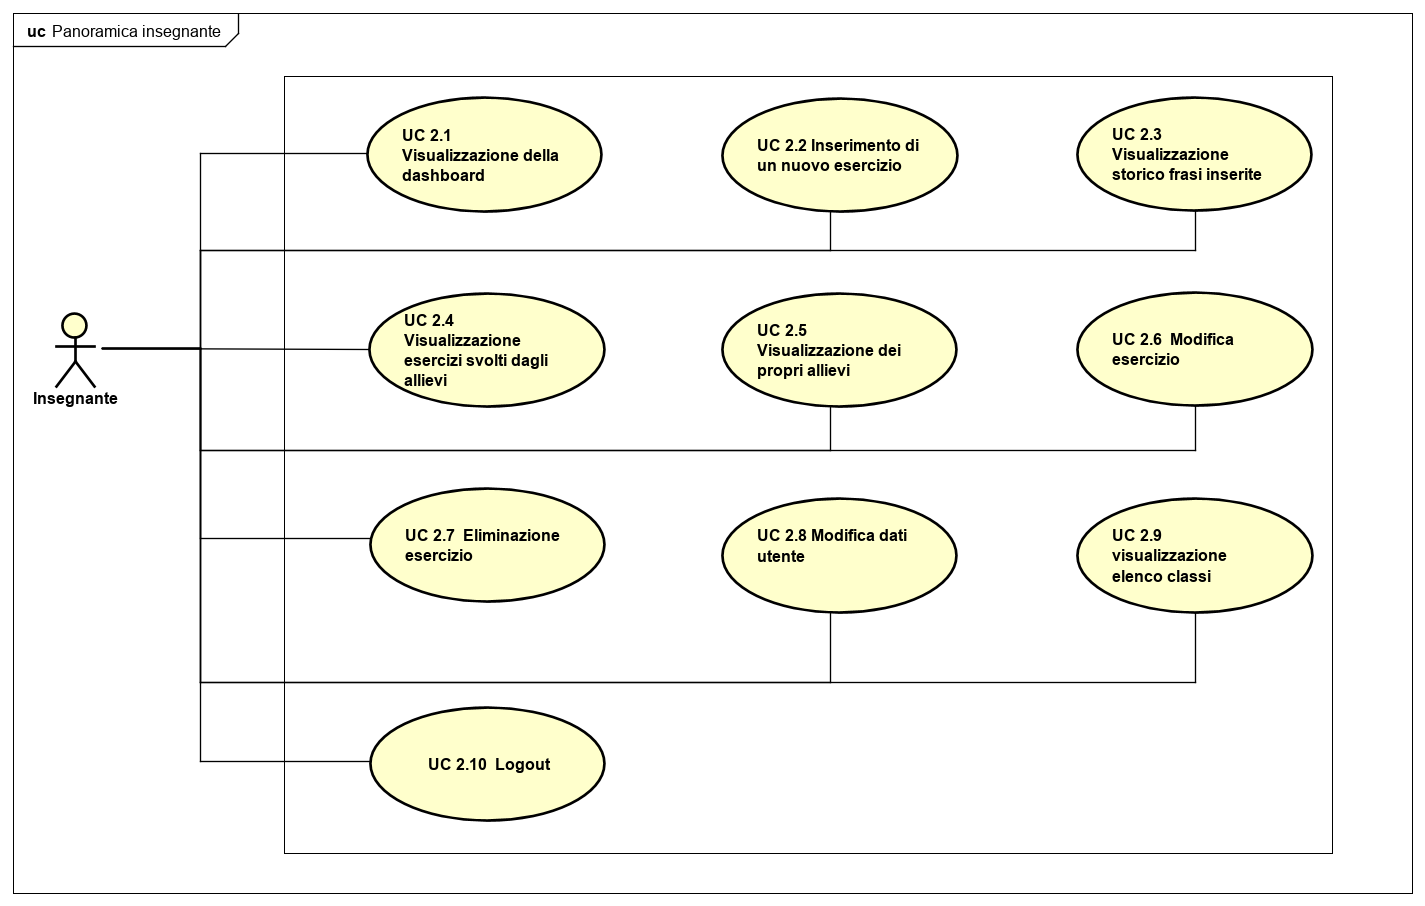 uc Panoramica insegnante
UC 2.1
Visualizzazione della
dashboard
UC 2.2 Inserimento di
un nuovo esercizio
UC 2.3
Visualizzazione
storico frasi inserite
UC 2.4
Visualizzazione
esercizi svolti dagli
allievi
UC 2.5
Visualizzazione dei
propri allievi
UC 2.6  Modifica
esercizio
Insegnante
UC 2.7  Eliminazione
esercizio
UC 2.8 Modifica dati
utente
UC 2.9
visualizzazione
elenco classi
UC 2.10  Logout